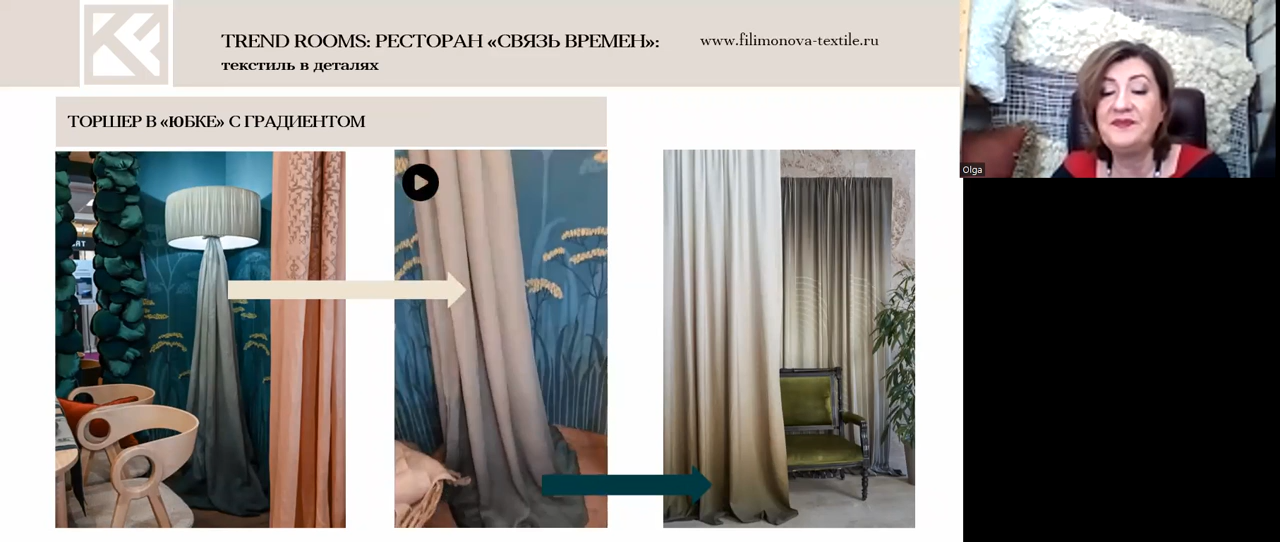 TREND ROOMS: РЕСТОРАН «СВЯЗЬ ВРЕМЕН»:
www.filimonova-textile.ru
текстиль в деталях
ТОРШЕР В «ЮБКЕ» С ГРАДИЕНТОМ
Olga